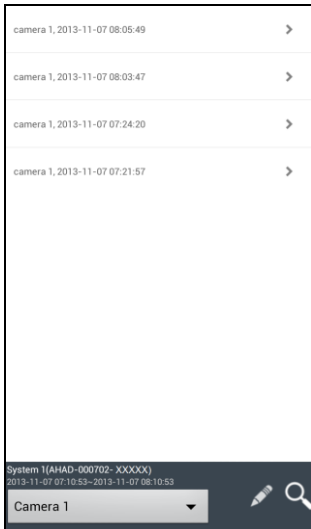 camera 1, 2013-11-07 08:05:49
camera 1, 2013-11-07 08:03:47
camera 1, 2013-11-07 07:24:20
camera 1, 2013-11-07 07:21:57
System 1(AHAD-000702- XXXXX)
2013-11-07 07:10:53~2013-11-07 08:10:53
Camera 1